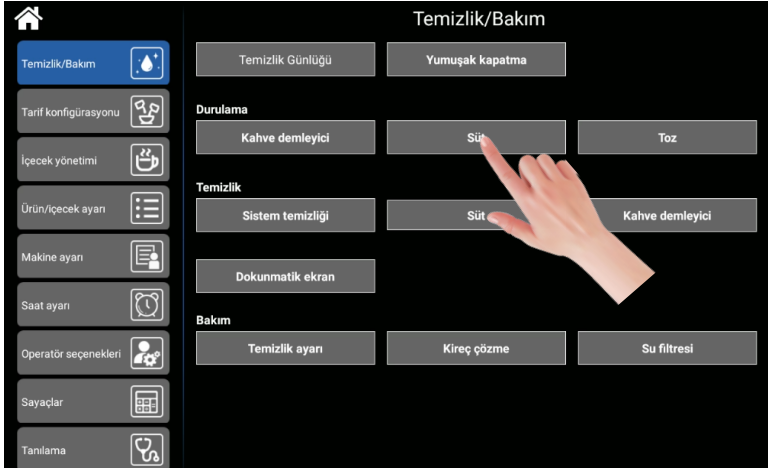 Temizlik/Bakım
Temizlik/Bakım
Tarif konfigürasyonu
İçecek yönetimi
Ürün/içecek ayarı
Makine ayarı
Saat ayarı
Operatör seçenekleri
Sayaçlar
Tanılama
Temizlik Günlüğü
Yumuşak kapatma
Durulama
Kahve demleyici
Süt
Toz
Temizlik
Sistem temizliği
Süt
Kahve demleyici
Dokunmatik ekran
Bakım
Temizlik ayarı
Kireç çözme
Su filtresi